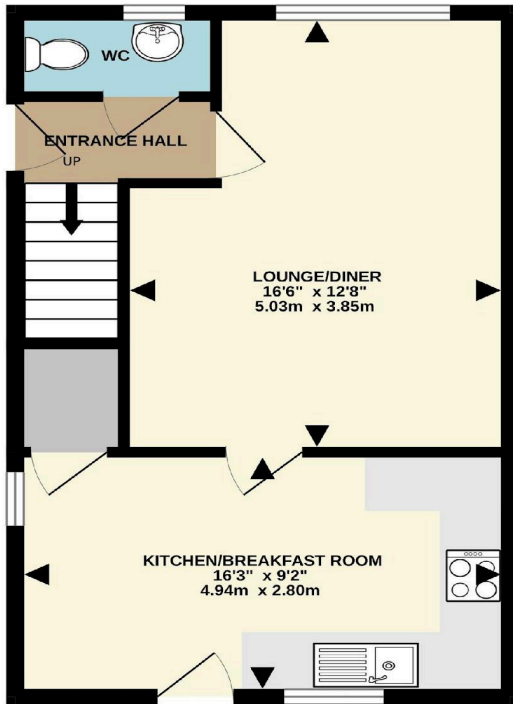 WC
ENTRANCE HALL
UP
LOUNGE/DINER
16'6" x 12'8"
5.03m x 3.85m
KITCHEN/BREAKFAST ROOM
16'3" x 9'2"
4.94m x 2.80m